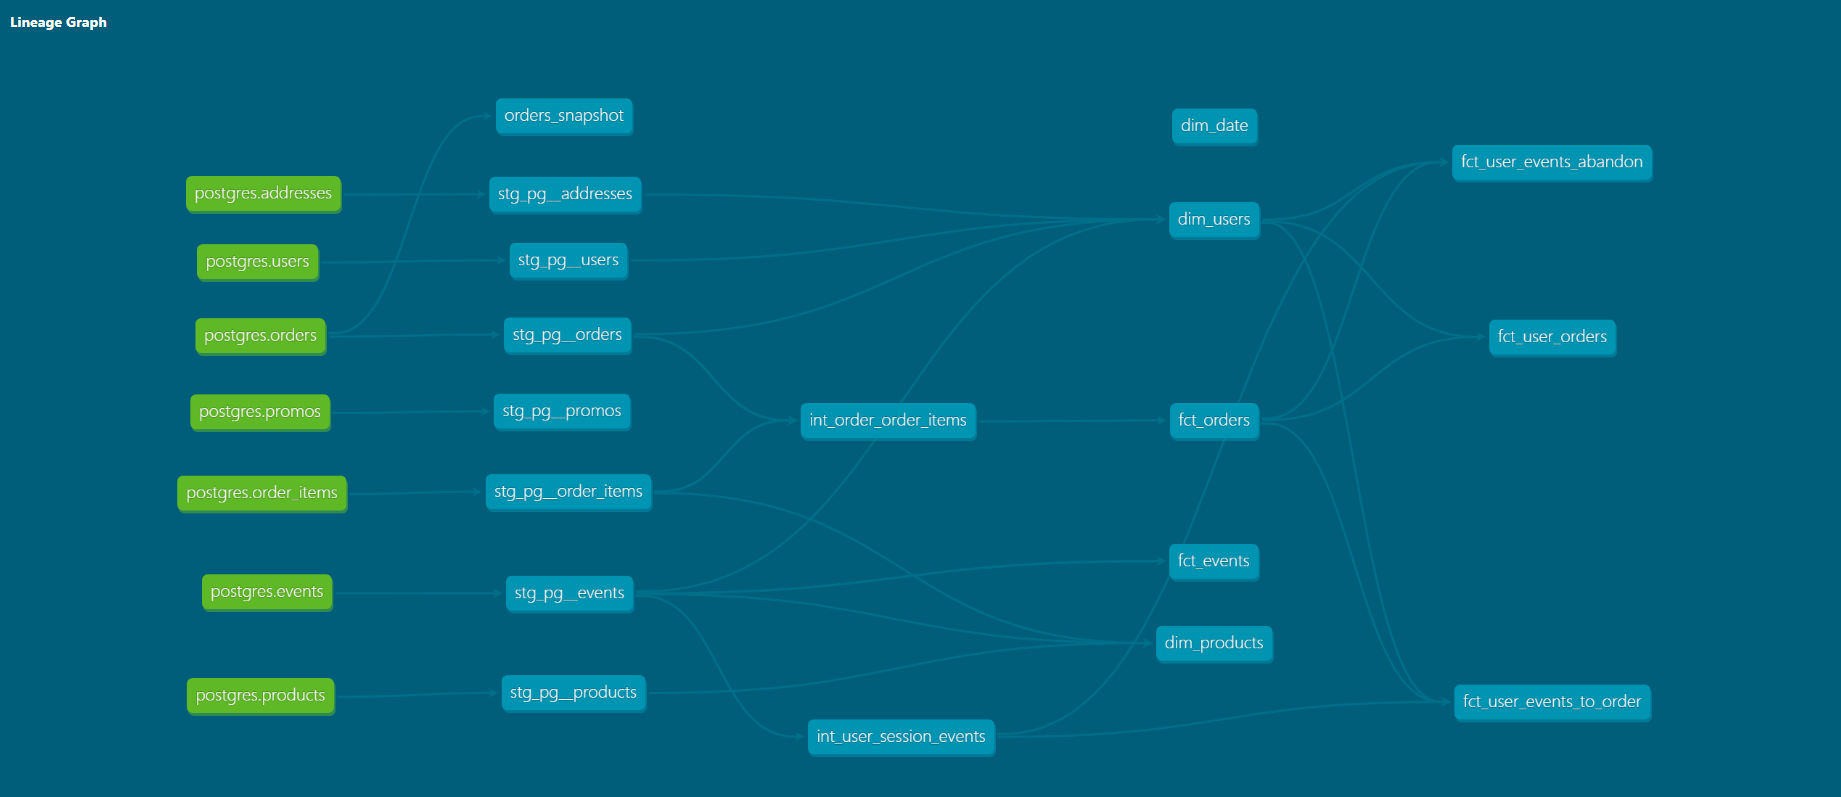 Lineage Graph
orders_snapshot
dim_date
fct_user_events_abandon
postgres.addresses
stg_pg__addresses
dim_users
postgres.users
stg_pg__users
postgres.orders
stg_pg__orders
fct_user_orders
postgres.promos
stg_pg__promos
int_order_order_items
fct_orders
postgres.order_items
stg_pg__order_items
fct_events
postgres.events
stg_pg__events
dim_products
postgres.products
stg_pg__products
fct_user_events_to_order
int_user_session_events